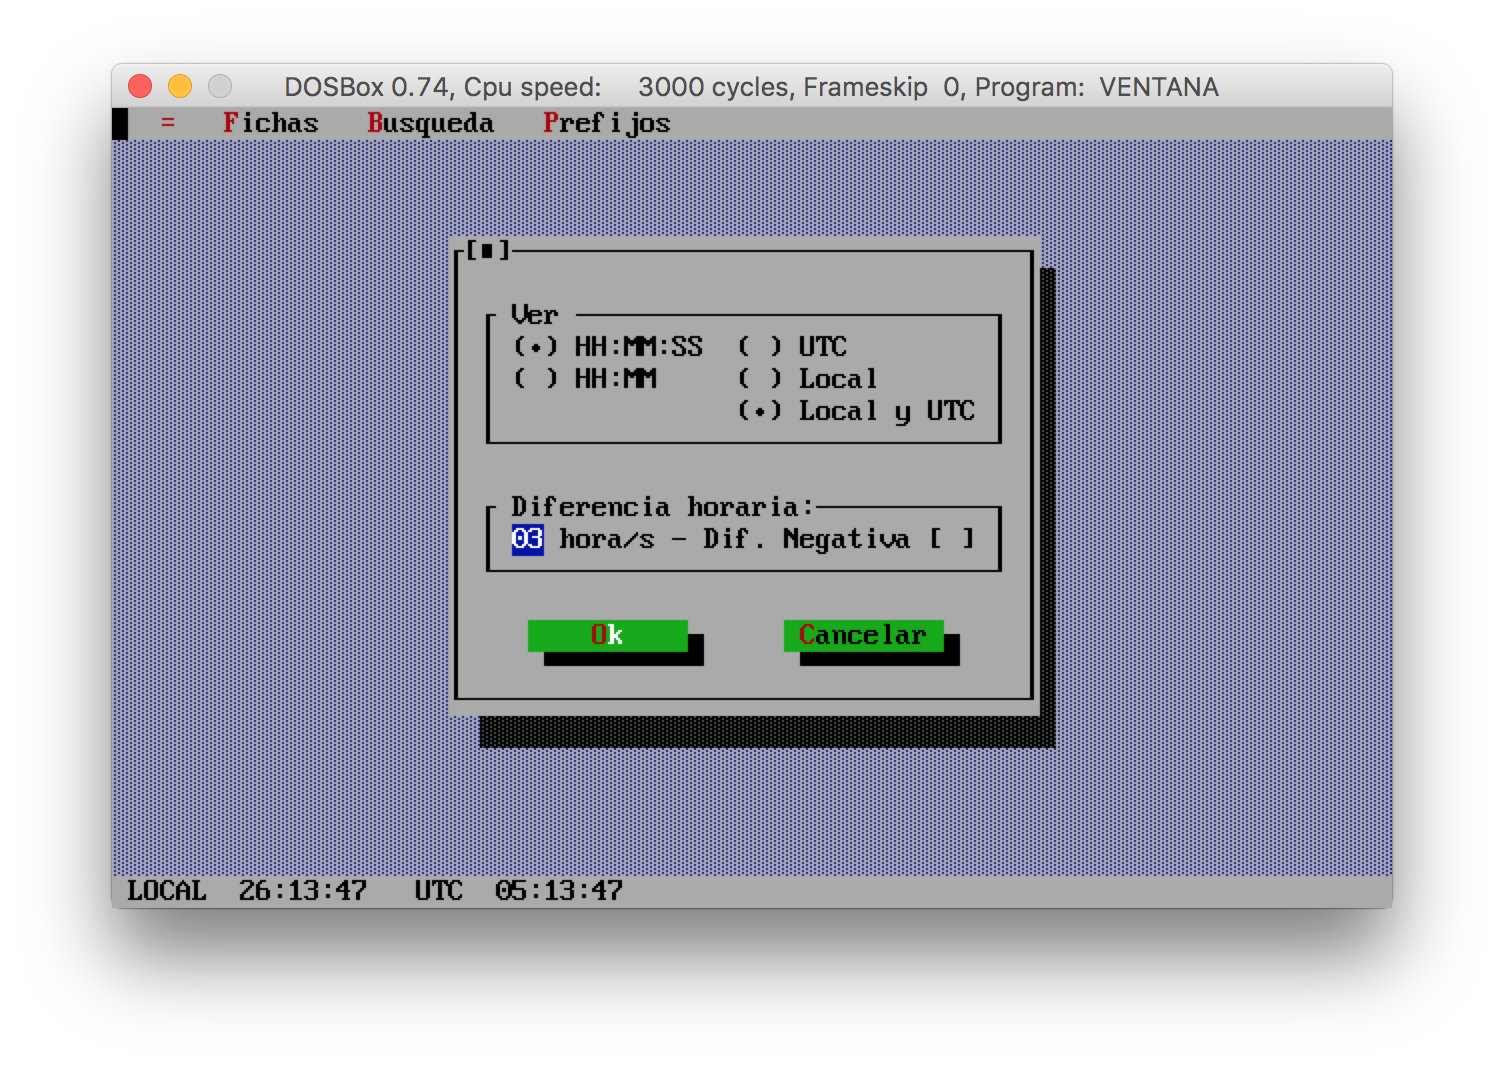 DOSBox 0.74, Cpu speed: 3000 cycles, Frameskip 0, Program: VENTANA
= Fichas Busqueda Prefijos
[■]
Ver
(•) HH:MM:SS ( ) UTC
( ) HH:MM ( ) Local
(•) Local y UTC
Diferencia horaria:
03 hora/s - Dif. Negativa [ ]
Ok Cancelar
LOCAL 26:13:47 UTC 05:13:47